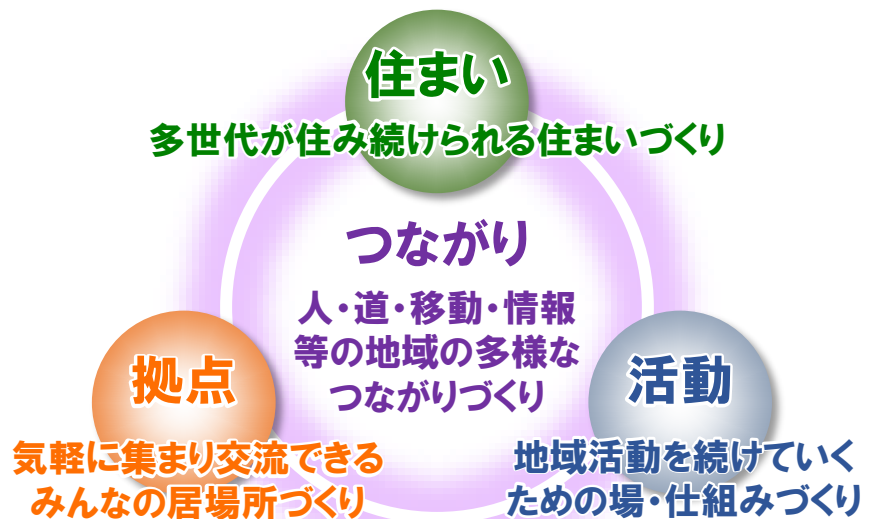 住まい
多世代が住み続けられる住まいづくり
つながり
人・道・移動・情報
等の地域の多様な
つながりづくり
拠点
気軽に集まり交流できる
みんなの居場所づくり
活動
地域活動を続けていく
ための場・仕組みづくり